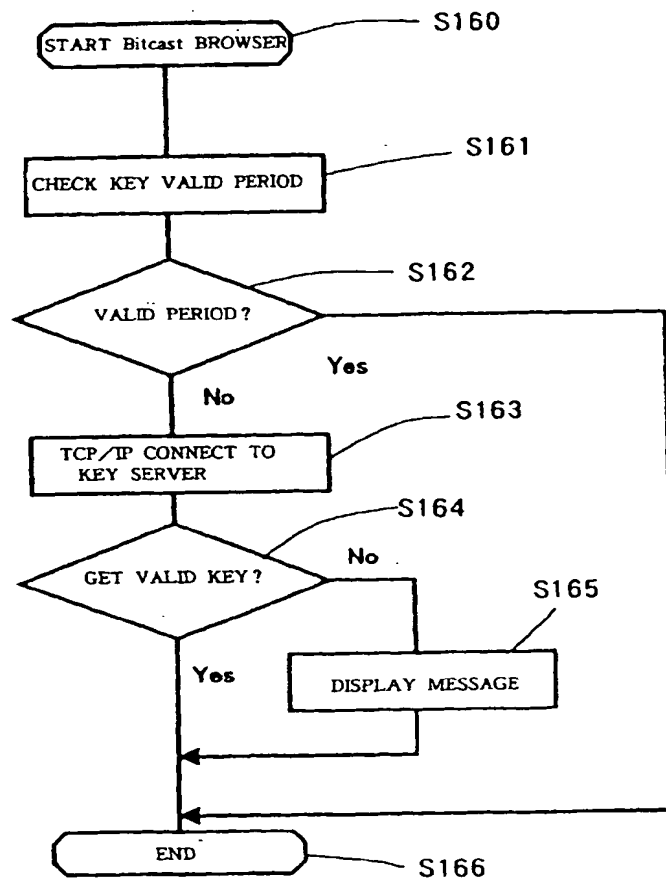 START Bitcast BROWSER
S160
S161
CHECK KEY VALID PERIOD
S162
VALID PERIOD?
Yes
No
S163
TCP/IP CONNECT TO
KEY SERVER
S164
GET VALID KEY?
No
S165
Yes
DISPLAY MESSAGE
END
S166